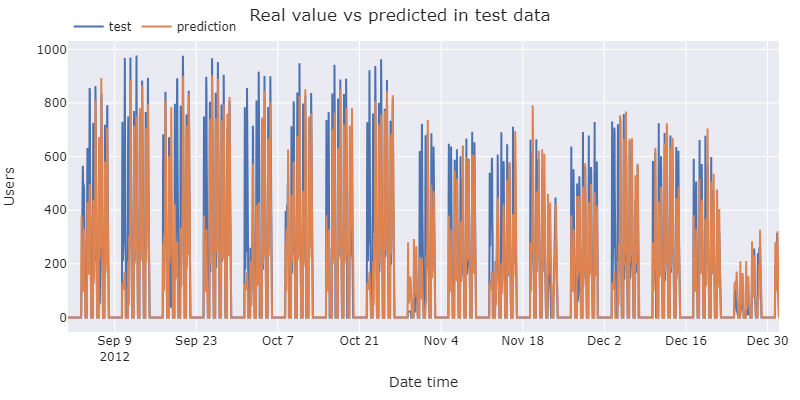 Real value vs predicted in test data
test
prediction
Users
1000
800
600
400
200
0
Sep 9
2012
Sep 23
Oct 7
Oct 21
Nov 4
Nov 18
Dec 2
Dec 16
Dec 30
Date time